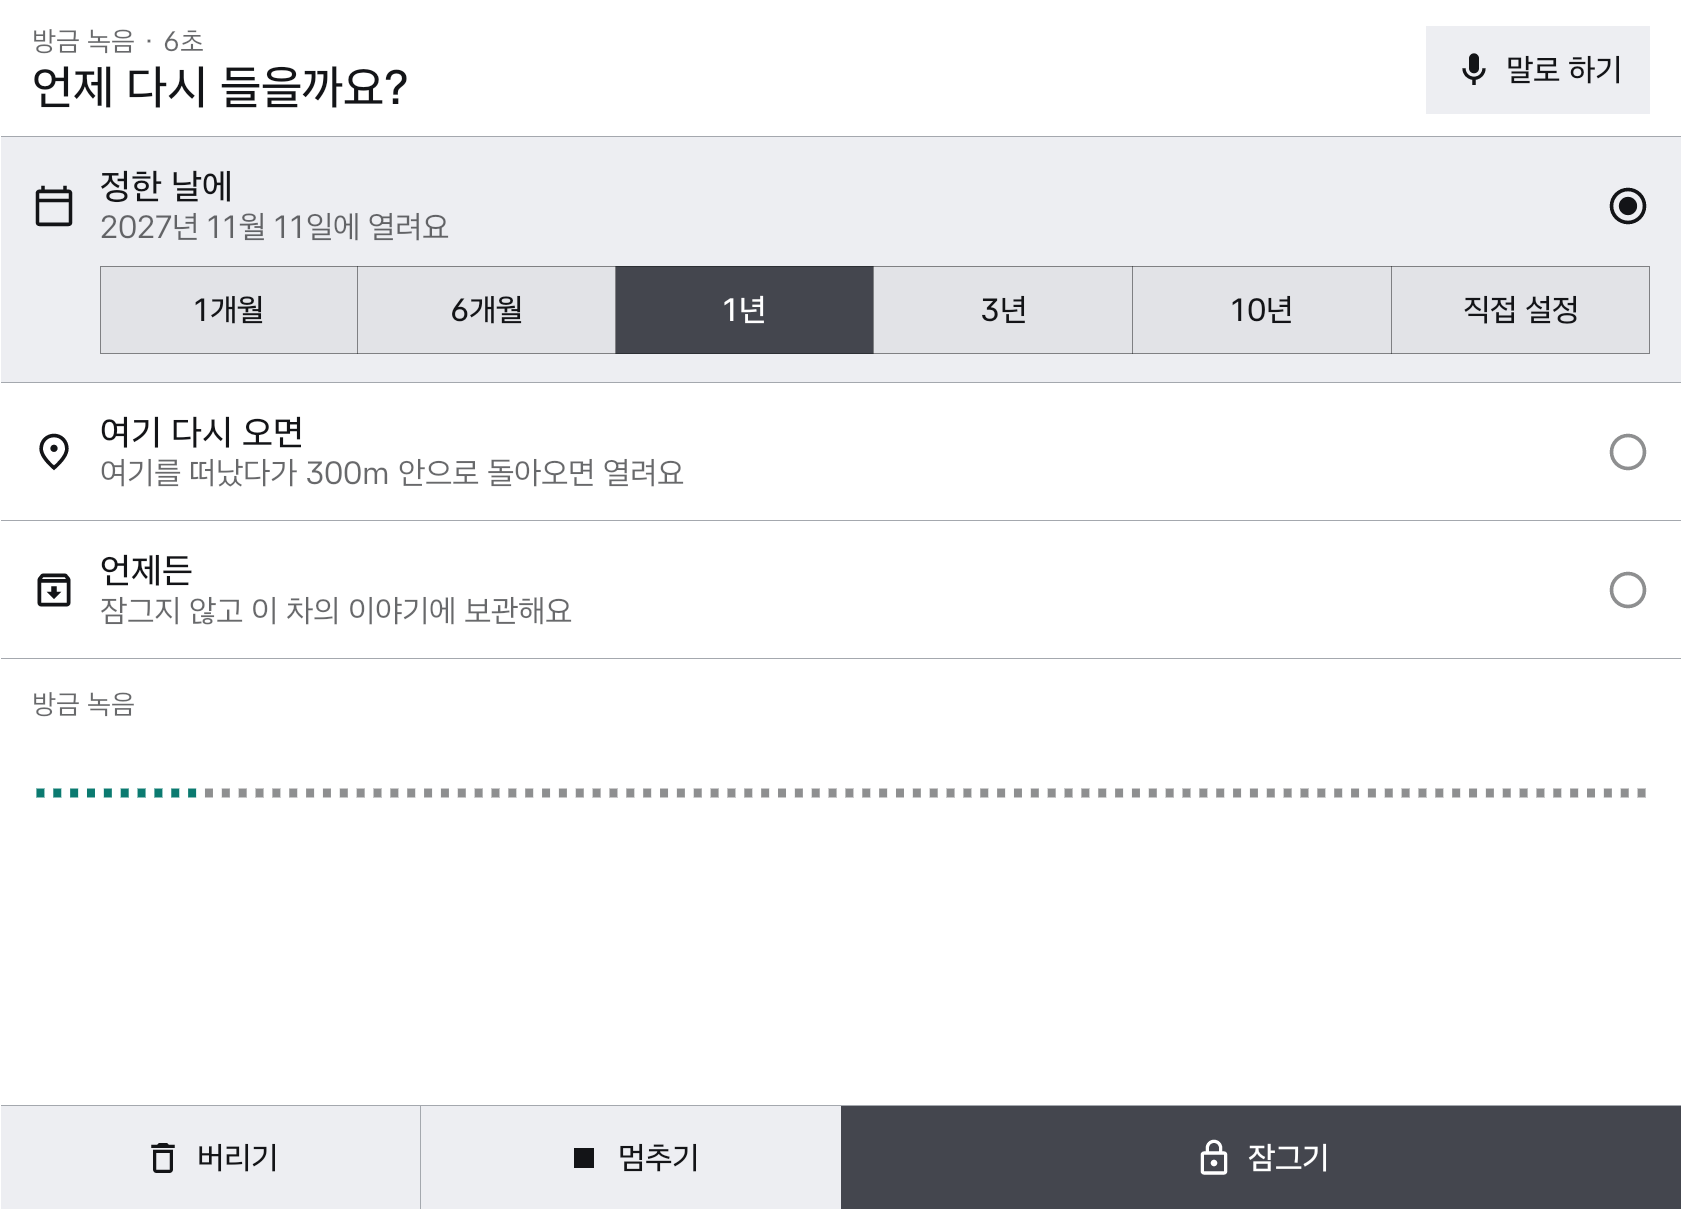 방금 녹음 · 6초
언제 다시 들을까요?
말로 하기
정한 날에
2027년 11월 11일에 열려요
1개월
6개월
1년
3년
10년
직접 설정
여기 다시 오면
여기를 떠났다가 300m 안으로 돌아오면 열려요
언제든
잠그지 않고 이 차의 이야기에 보관해요
방금 녹음
버리기
멈추기
잠그기